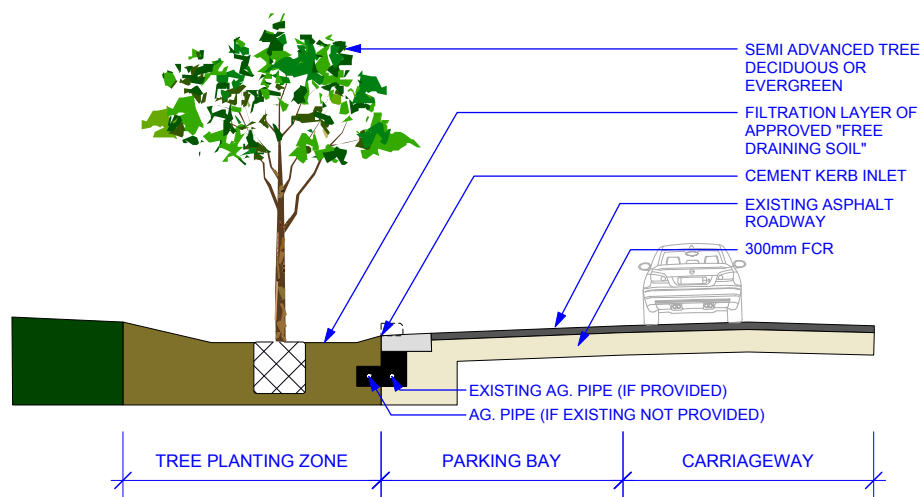 SEMI ADVANCED TREE
DECIDUOUS OR
EVERGREEN
FILTRATION LAYER OF
APPROVED "FREE
DRAINING SOIL"
CEMENT KERB INLET
EXISTING ASPHALT
ROADWAY
300mm FCR
EXISTING AG. PIPE (IF PROVIDED)
AG. PIPE (IF EXISTING NOT PROVIDED)
TREE PLANTING ZONE
PARKING BAY
CARRIAGEWAY